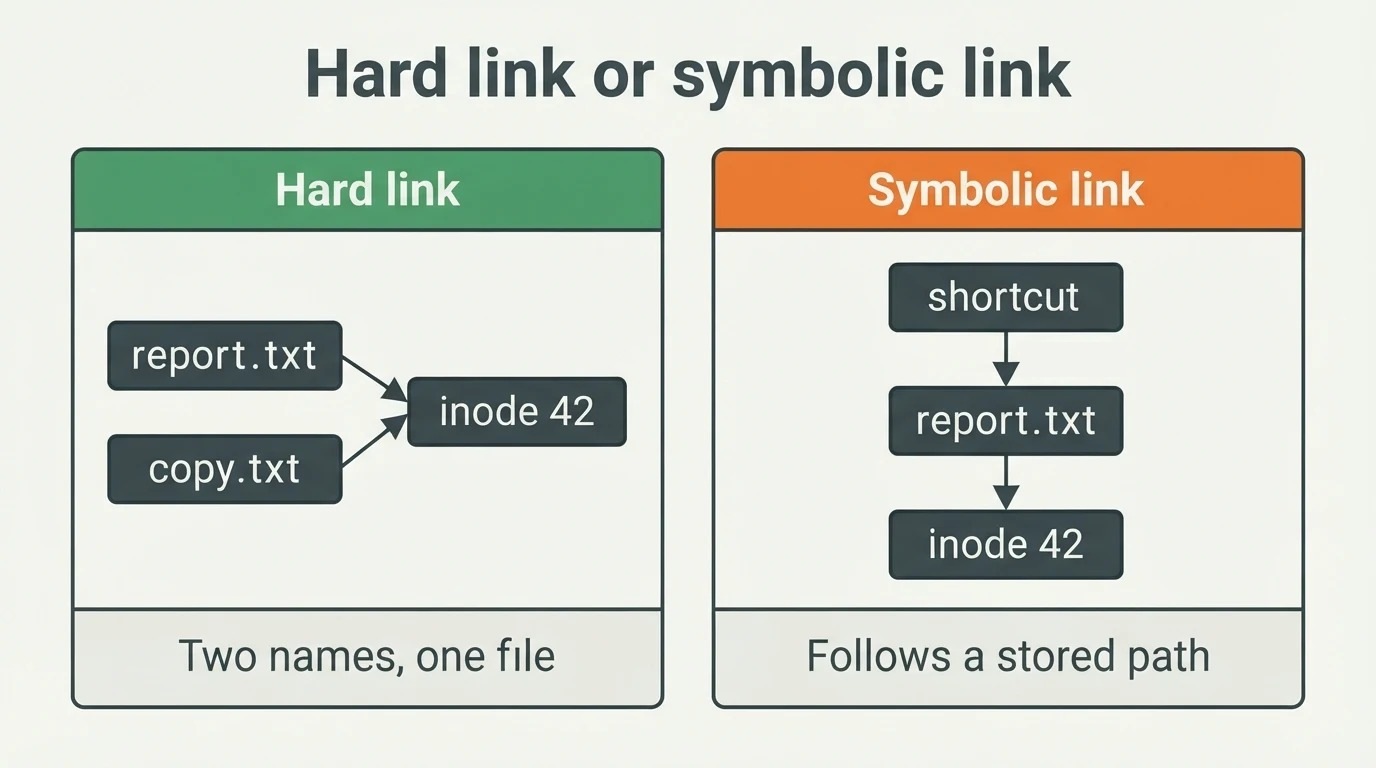 Hard link or symbolic link
Hard link
report.txt
copy.txt
inode 42
Two names, one file
Symbolic link
shortcut
report.txt
inode 42
Follows a stored path